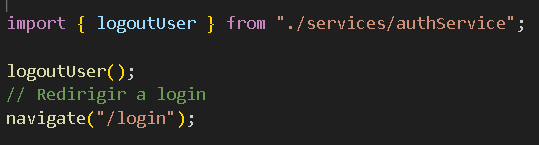 import { logoutUser } from "./services/authService";
logoutUser();
// Redirigir a login
navigate("/login");